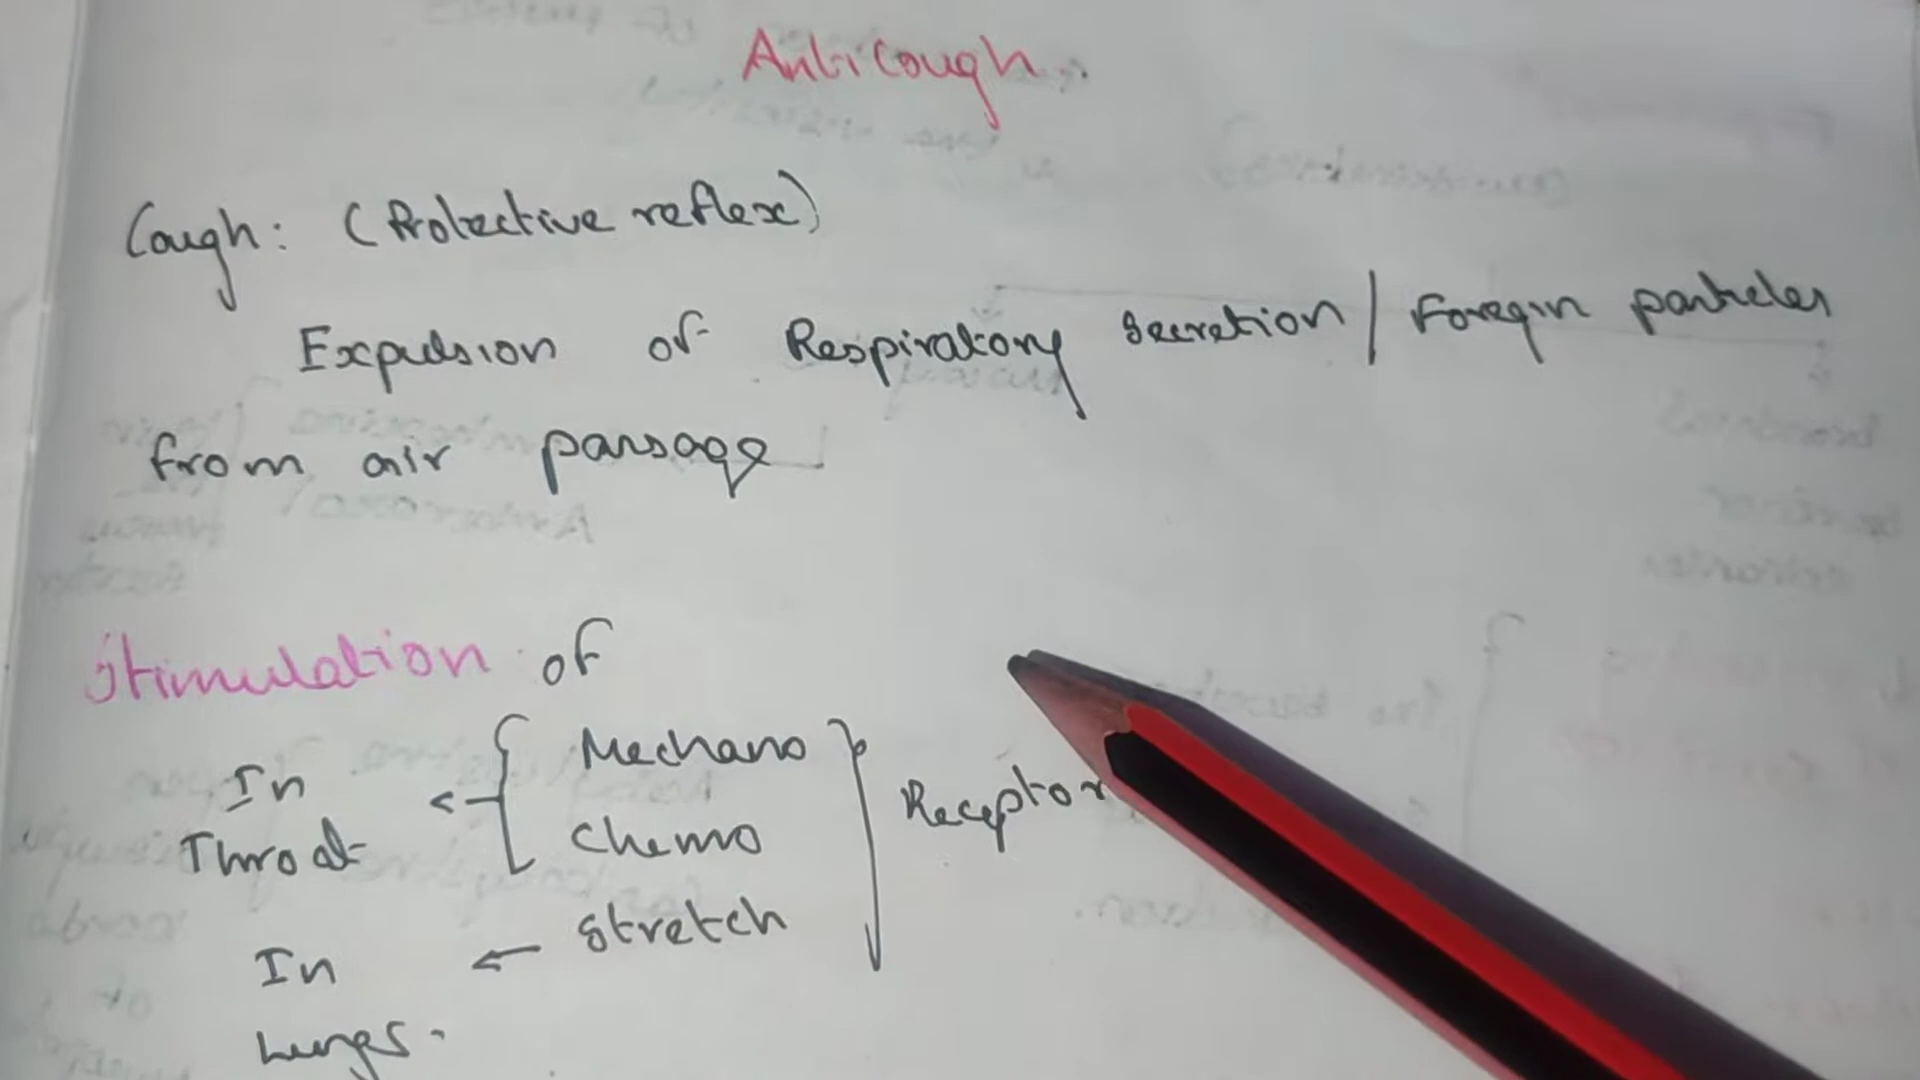 Anticough
Cough: (Protective reflex)
Expulsion of Respiratory Secretion / Foregin particles
from air passage
Stimulation of
In Throat <- { Mechano
Chemo } Receptor
In Lungs. <- Stretch